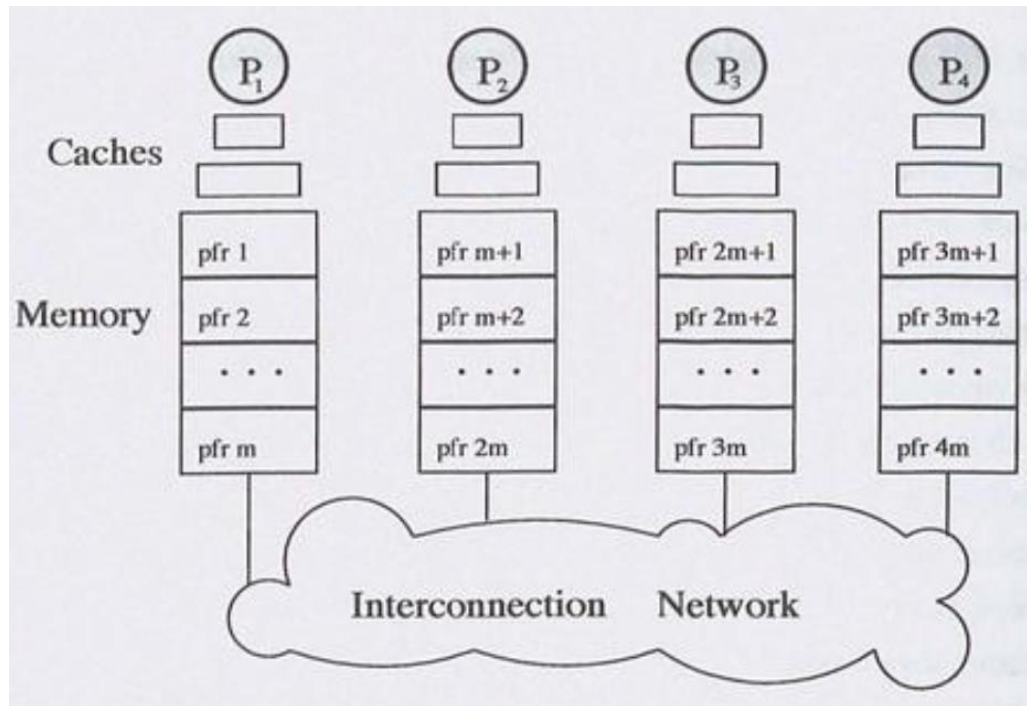 P1 P2 P3 P4
Caches
pfr 1 pfr m+1 pfr 2m+1 pfr 3m+1
Memory pfr 2 pfr m+2 pfr 2m+2 pfr 3m+2
. . . . . . . . . . . .
pfr m pfr 2m pfr 3m pfr 4m
Interconnection Network